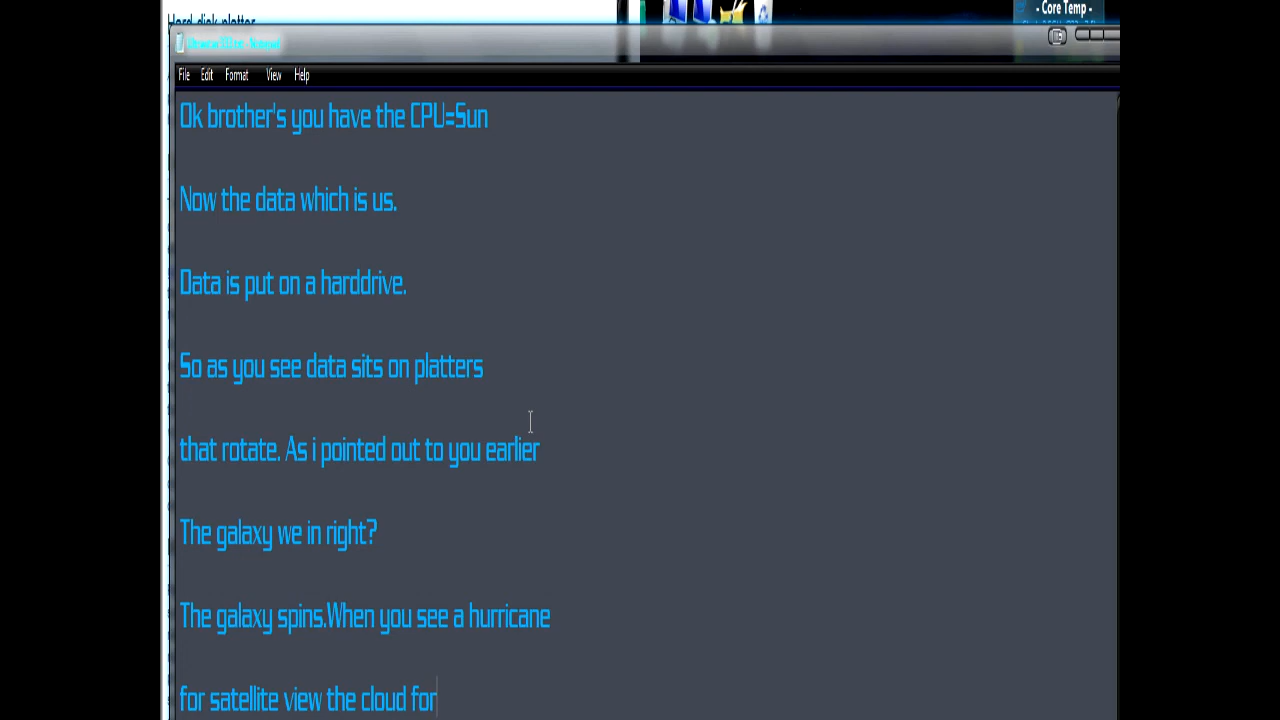 Hard disk platter
- Core Temp -
File Edit Format View Help
Ok brother's you have the CPU=Sun
Now the data which is us.
Data is put on a harddrive.
So as you see data sits on platters
that rotate. As i pointed out to you earlier
The galaxy we in right?
The galaxy spins.When you see a hurricane
for satellite view the cloud for